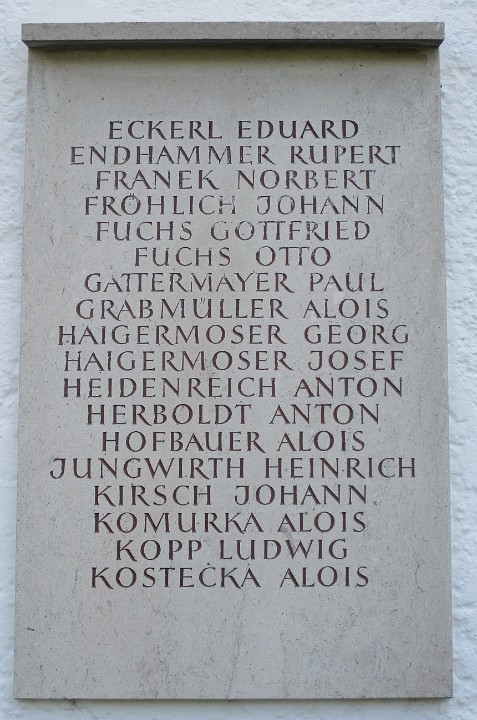 ECKERL EDUARD
ENDHAMMER RUPERT
FRANEK NORBERT
FRÖHLICH JOHANN
FUCHS GOTTFRIED
FUCHS OTTO
GATTERMAYER PAUL
GRABMÜLLER ALOIS
HAIGERMOSER GEORG
HAIGERMOSER JOSEF
HEIDENREICH ANTON
HERBOLDT ANTON
HOFBAUER ALOIS
JUNGWIRTH HEINRICH
KIRSCH JOHANN
KOMURKA ALOIS
KOPP LUDWIG
KOSTEČKA ALOIS